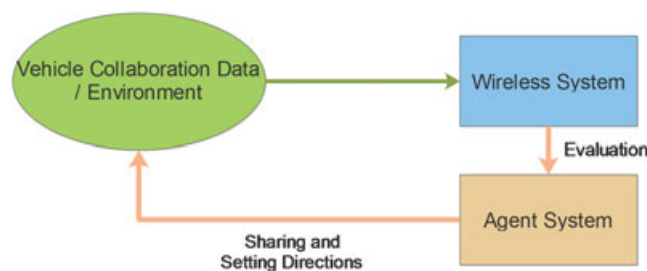 Vehicle Collaboration Data
/ Environment
Wireless System
Evaluation
Agent System
Sharing and
Setting Directions